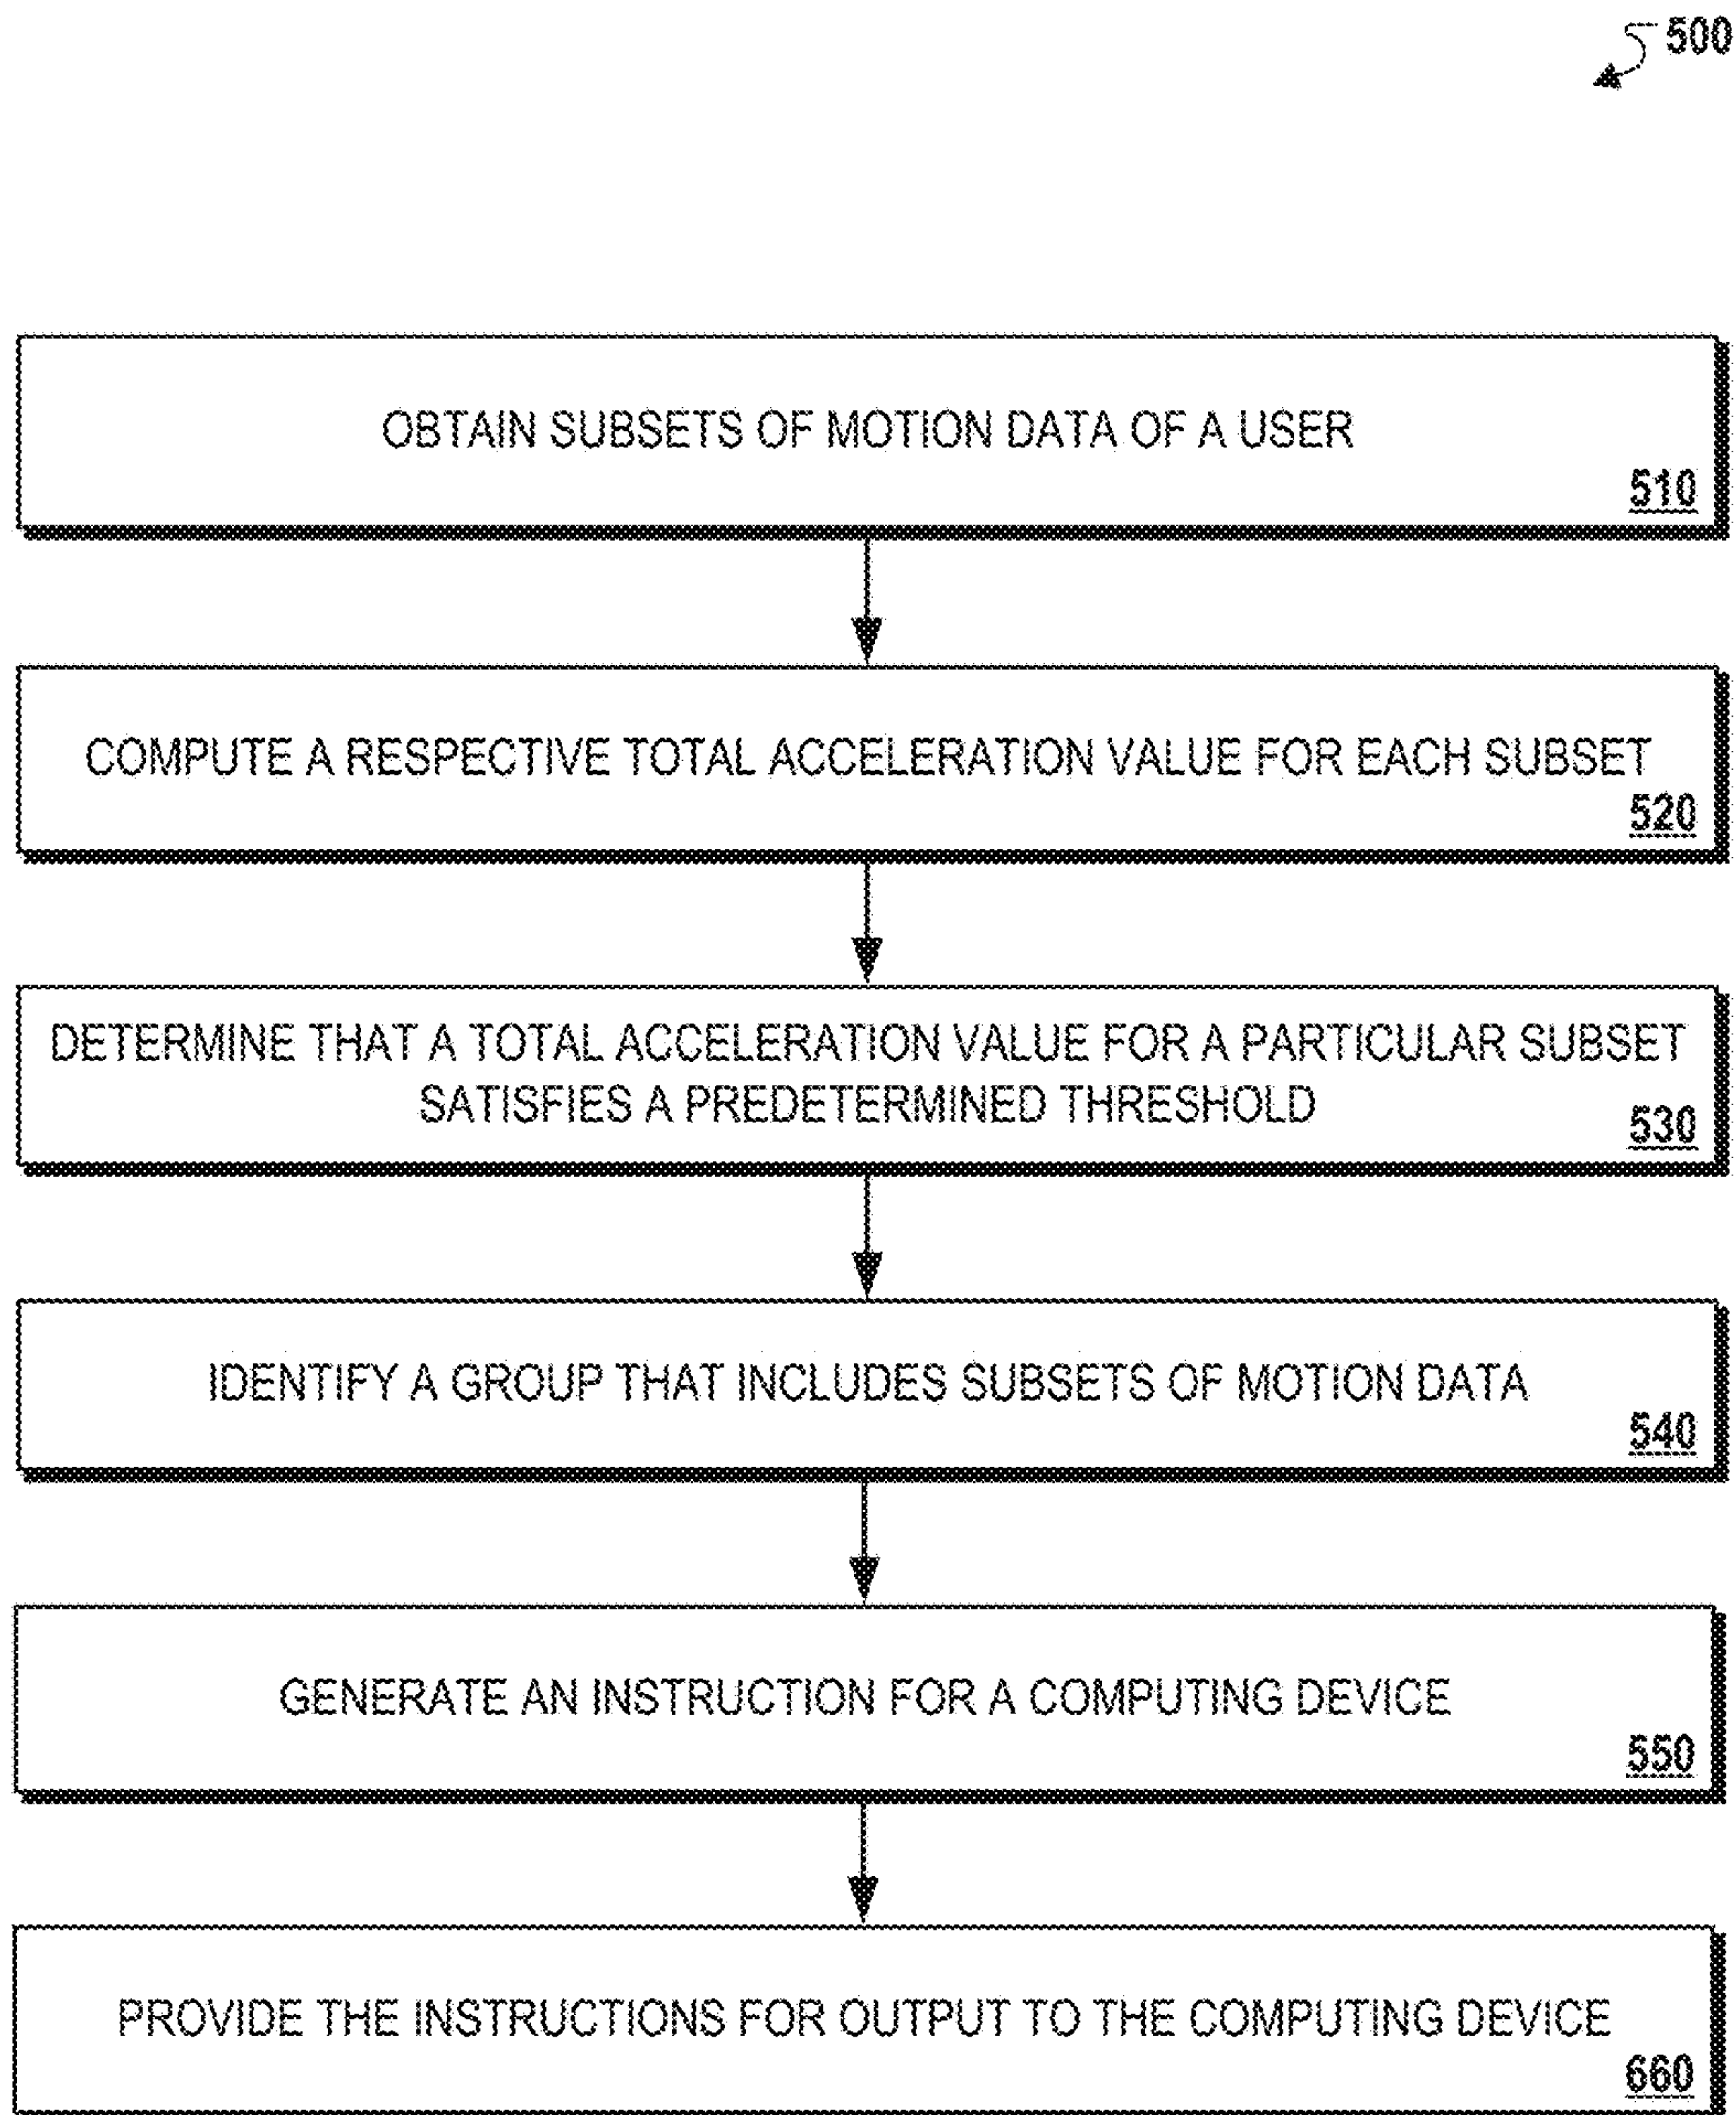 500
OBTAIN SUBSETS OF MOTION DATA OF A USER
510
COMPUTE A RESPECTIVE TOTAL ACCELERATION VALUE FOR EACH SUBSET
520
DETERMINE THAT A TOTAL ACCELERATION VALUE FOR A PARTICULAR SUBSET
SATISFIES A PREDETERMINED THRESHOLD
530
IDENTIFY A GROUP THAT INCLUDES SUBSETS OF MOTION DATA
540
GENERATE AN INSTRUCTION FOR A COMPUTING DEVICE
550
PROVIDE THE INSTRUCTIONS FOR OUTPUT TO THE COMPUTING DEVICE
660